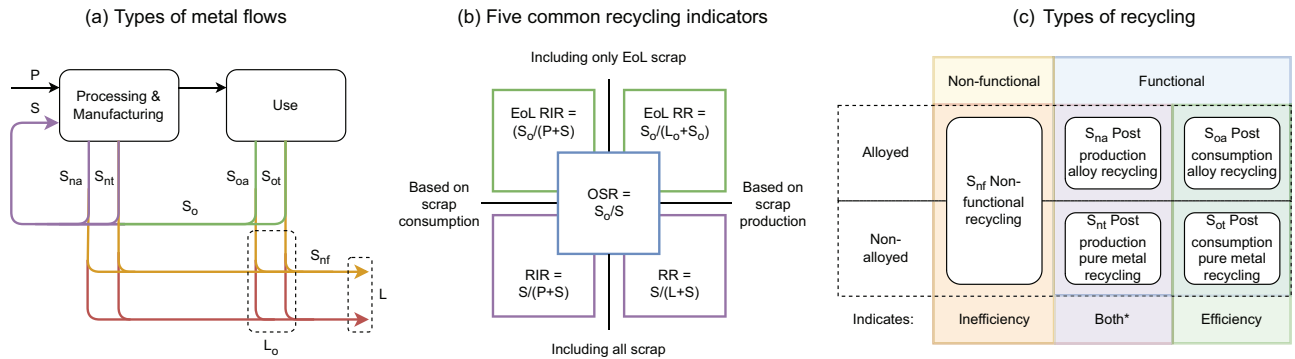 (a) Types of metal flows
P
S
Processing &
Manufacturing
Use
Sna
Snt
Soa
Sot
So
Snf
L
Lo
(b) Five common recycling indicators
Including only EoL scrap
EoL RIR =
(So/(P+S)
EoL RR =
So/(Lo+So)
Based on
scrap
consumption
OSR =
So/S
Based on
scrap
production
RIR =
S/(P+S)
RR =
S/(L+S)
Including all scrap
(c) Types of recycling
Non-functional
Functional
Alloyed
Non-
alloyed
Snf Non-
functional
recycling
Sna Post
production
alloy recycling
Soa Post
consumption
alloy recycling
Snt Post
production
pure metal
recycling
Sot Post
consumption
pure metal
recycling
Indicates:
Inefficiency
Both*
Efficiency